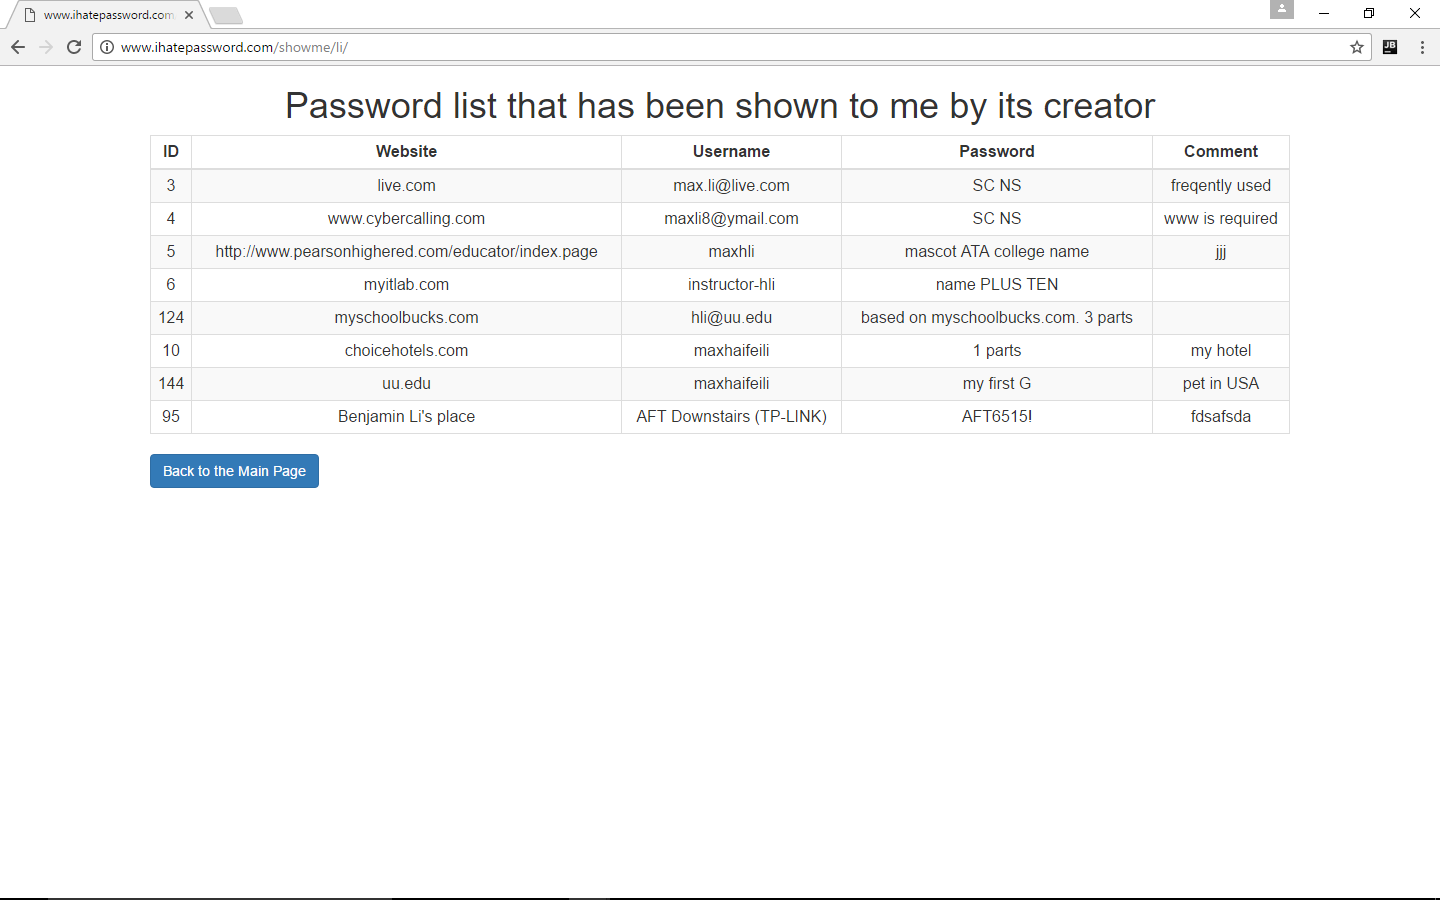 www.ihatepassword.com
www.ihatepassword.com/showme/li/
JB
Password list that has been shown to me by its creator
ID Website Username Password Comment
3 live.com max.li@live.com SC NS freqently used
4 www.cybercalling.com maxli8@ymail.com SC NS www is required
5 http://www.pearsonhighered.com/educator/index.page maxhli mascot ATA college name jjj
6 myitlab.com instructor-hli name PLUS TEN
124 myschoolbucks.com hli@uu.edu based on myschoolbucks.com. 3 parts
10 choicehotels.com maxhaifeili 1 parts my hotel
144 uu.edu maxhaifeili my first G pet in USA
95 Benjamin Li's place AFT Downstairs (TP-LINK) AFT6515! fdsafsda
Back to the Main Page